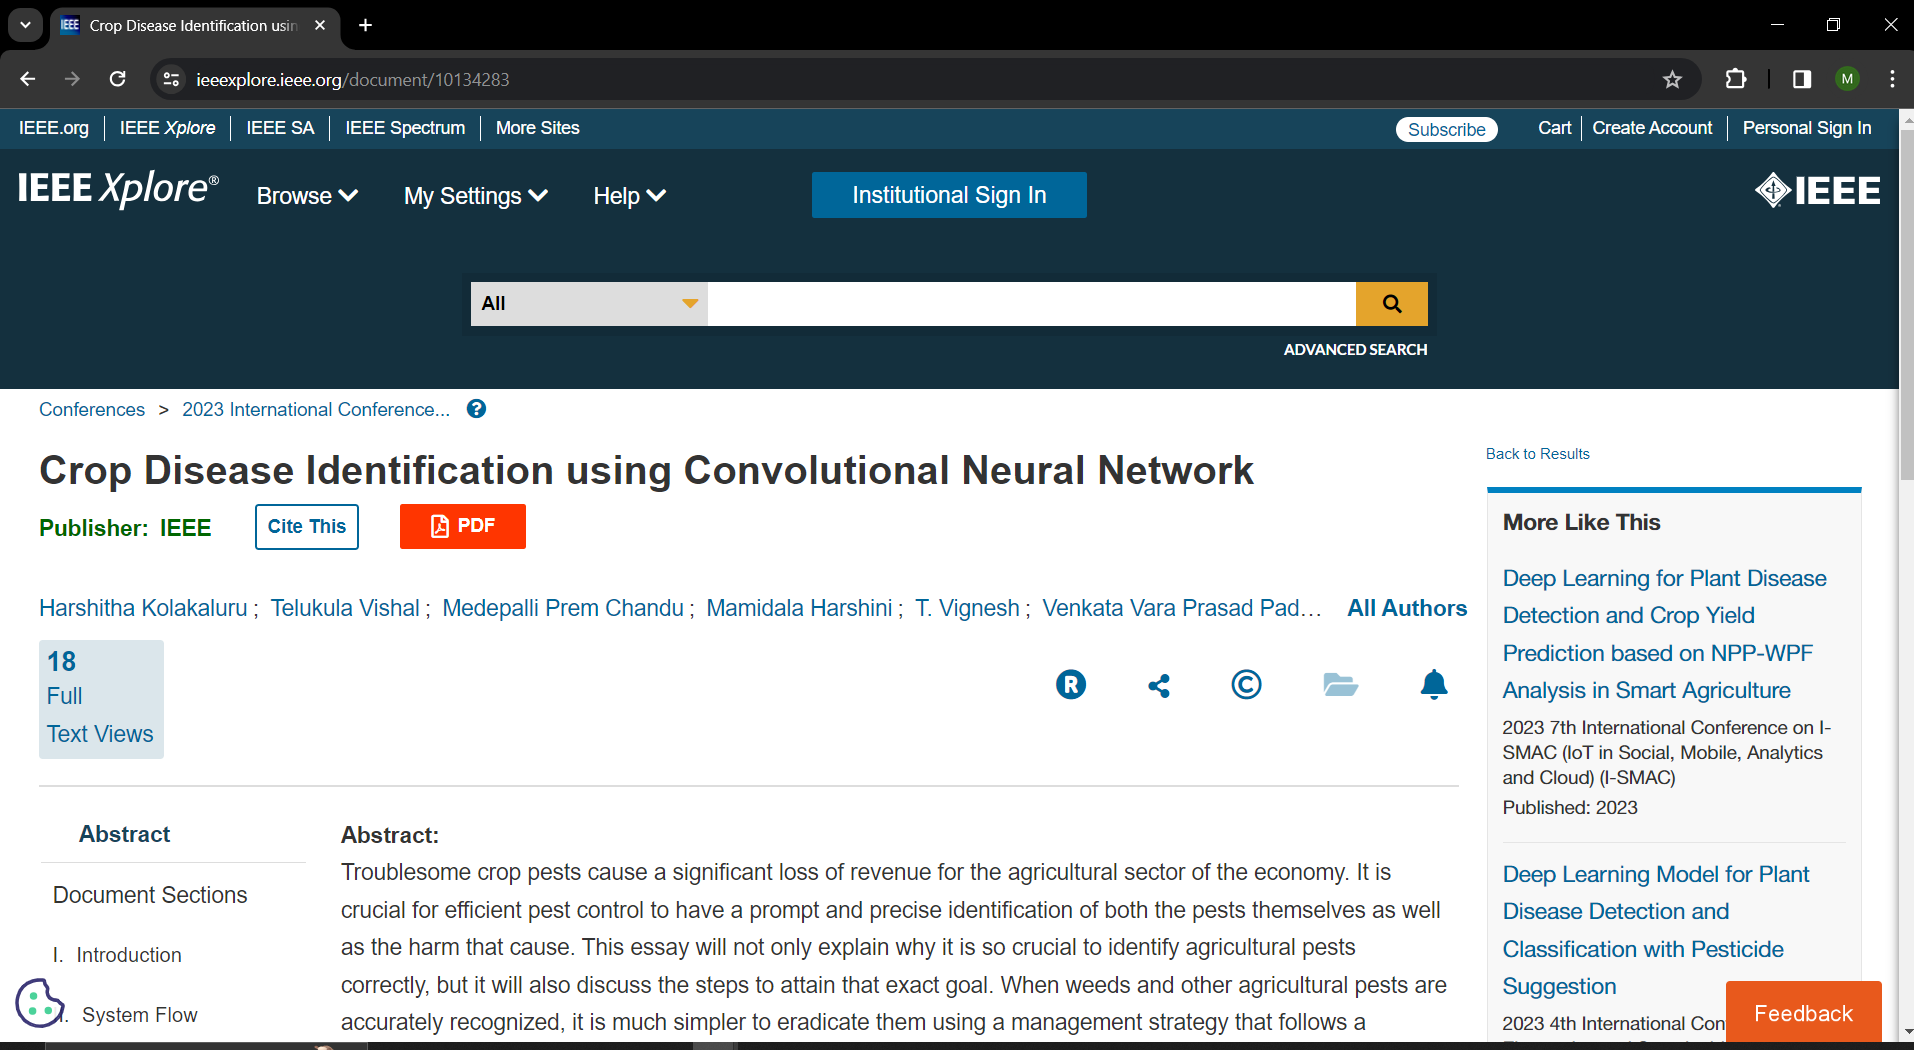 Crop Disease Identification usin
ieeexplore.ieee.org/document/10134283
M
IEEE.org IEEE Xplore IEEE SA IEEE Spectrum More Sites
Subscribe Cart Create Account Personal Sign In
IEEE Xplore® Browse My Settings Help Institutional Sign In IEEE
All
ADVANCED SEARCH
Conferences > 2023 International Conference... ?
Crop Disease Identification using Convolutional Neural Network
Publisher: IEEE Cite This PDF
Harshitha Kolakaluru ; Telukula Vishal ; Medepalli Prem Chandu ; Mamidala Harshini ; T. Vignesh ; Venkata Vara Prasad Pad... All Authors
18
Full
Text Views
R ©
Abstract
Document Sections
I. Introduction
System Flow
Abstract:
Troublesome crop pests cause a significant loss of revenue for the agricultural sector of the economy. It is
crucial for efficient pest control to have a prompt and precise identification of both the pests themselves as well
as the harm that cause. This essay will not only explain why it is so crucial to identify agricultural pests
correctly, but it will also discuss the steps to attain that exact goal. When weeds and other agricultural pests are
accurately recognized, it is much simpler to eradicate them using a management strategy that follows a
Back to Results
More Like This
Deep Learning for Plant Disease
Detection and Crop Yield
Prediction based on NPP-WPF
Analysis in Smart Agriculture
2023 7th International Conference on I-
SMAC (IoT in Social, Mobile, Analytics
and Cloud) (I-SMAC)
Published: 2023
Deep Learning Model for Plant
Disease Detection and
Classification with Pesticide
Suggestion
2023 4th International Con
Feedback